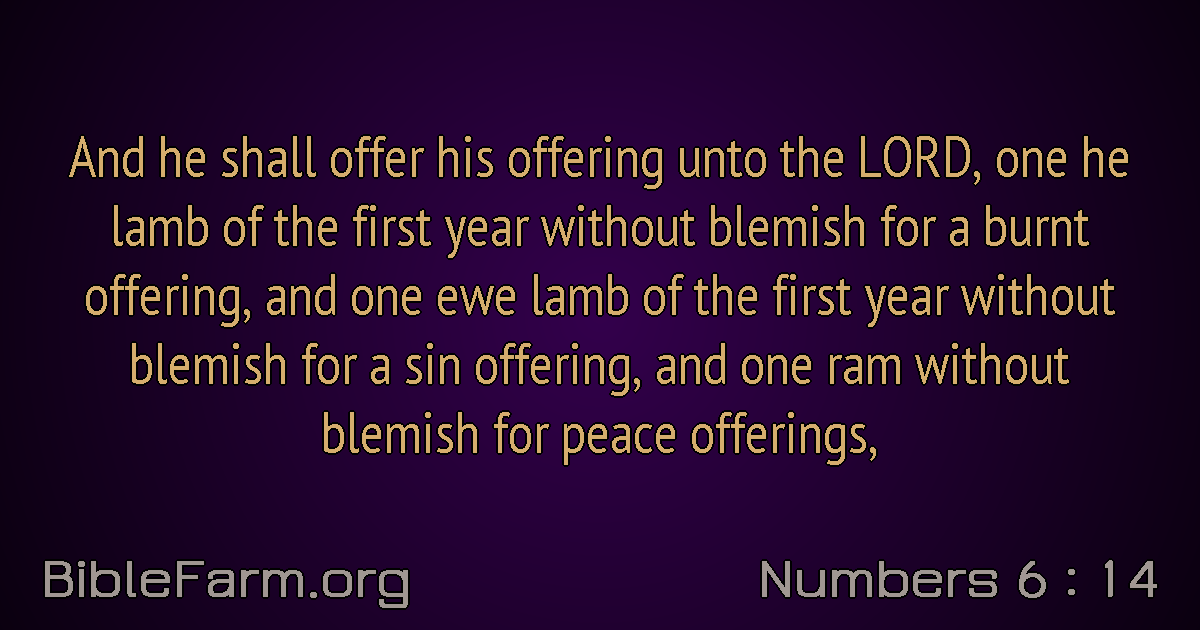 And he shall offer his offering unto the LORD, one he
lamb of the first year without blemish for a burnt
offering, and one ewe lamb of the first year without
blemish for a sin offering, and one ram without
blemish for peace offerings,
BibleFarm.org
Numbers 6 : 14